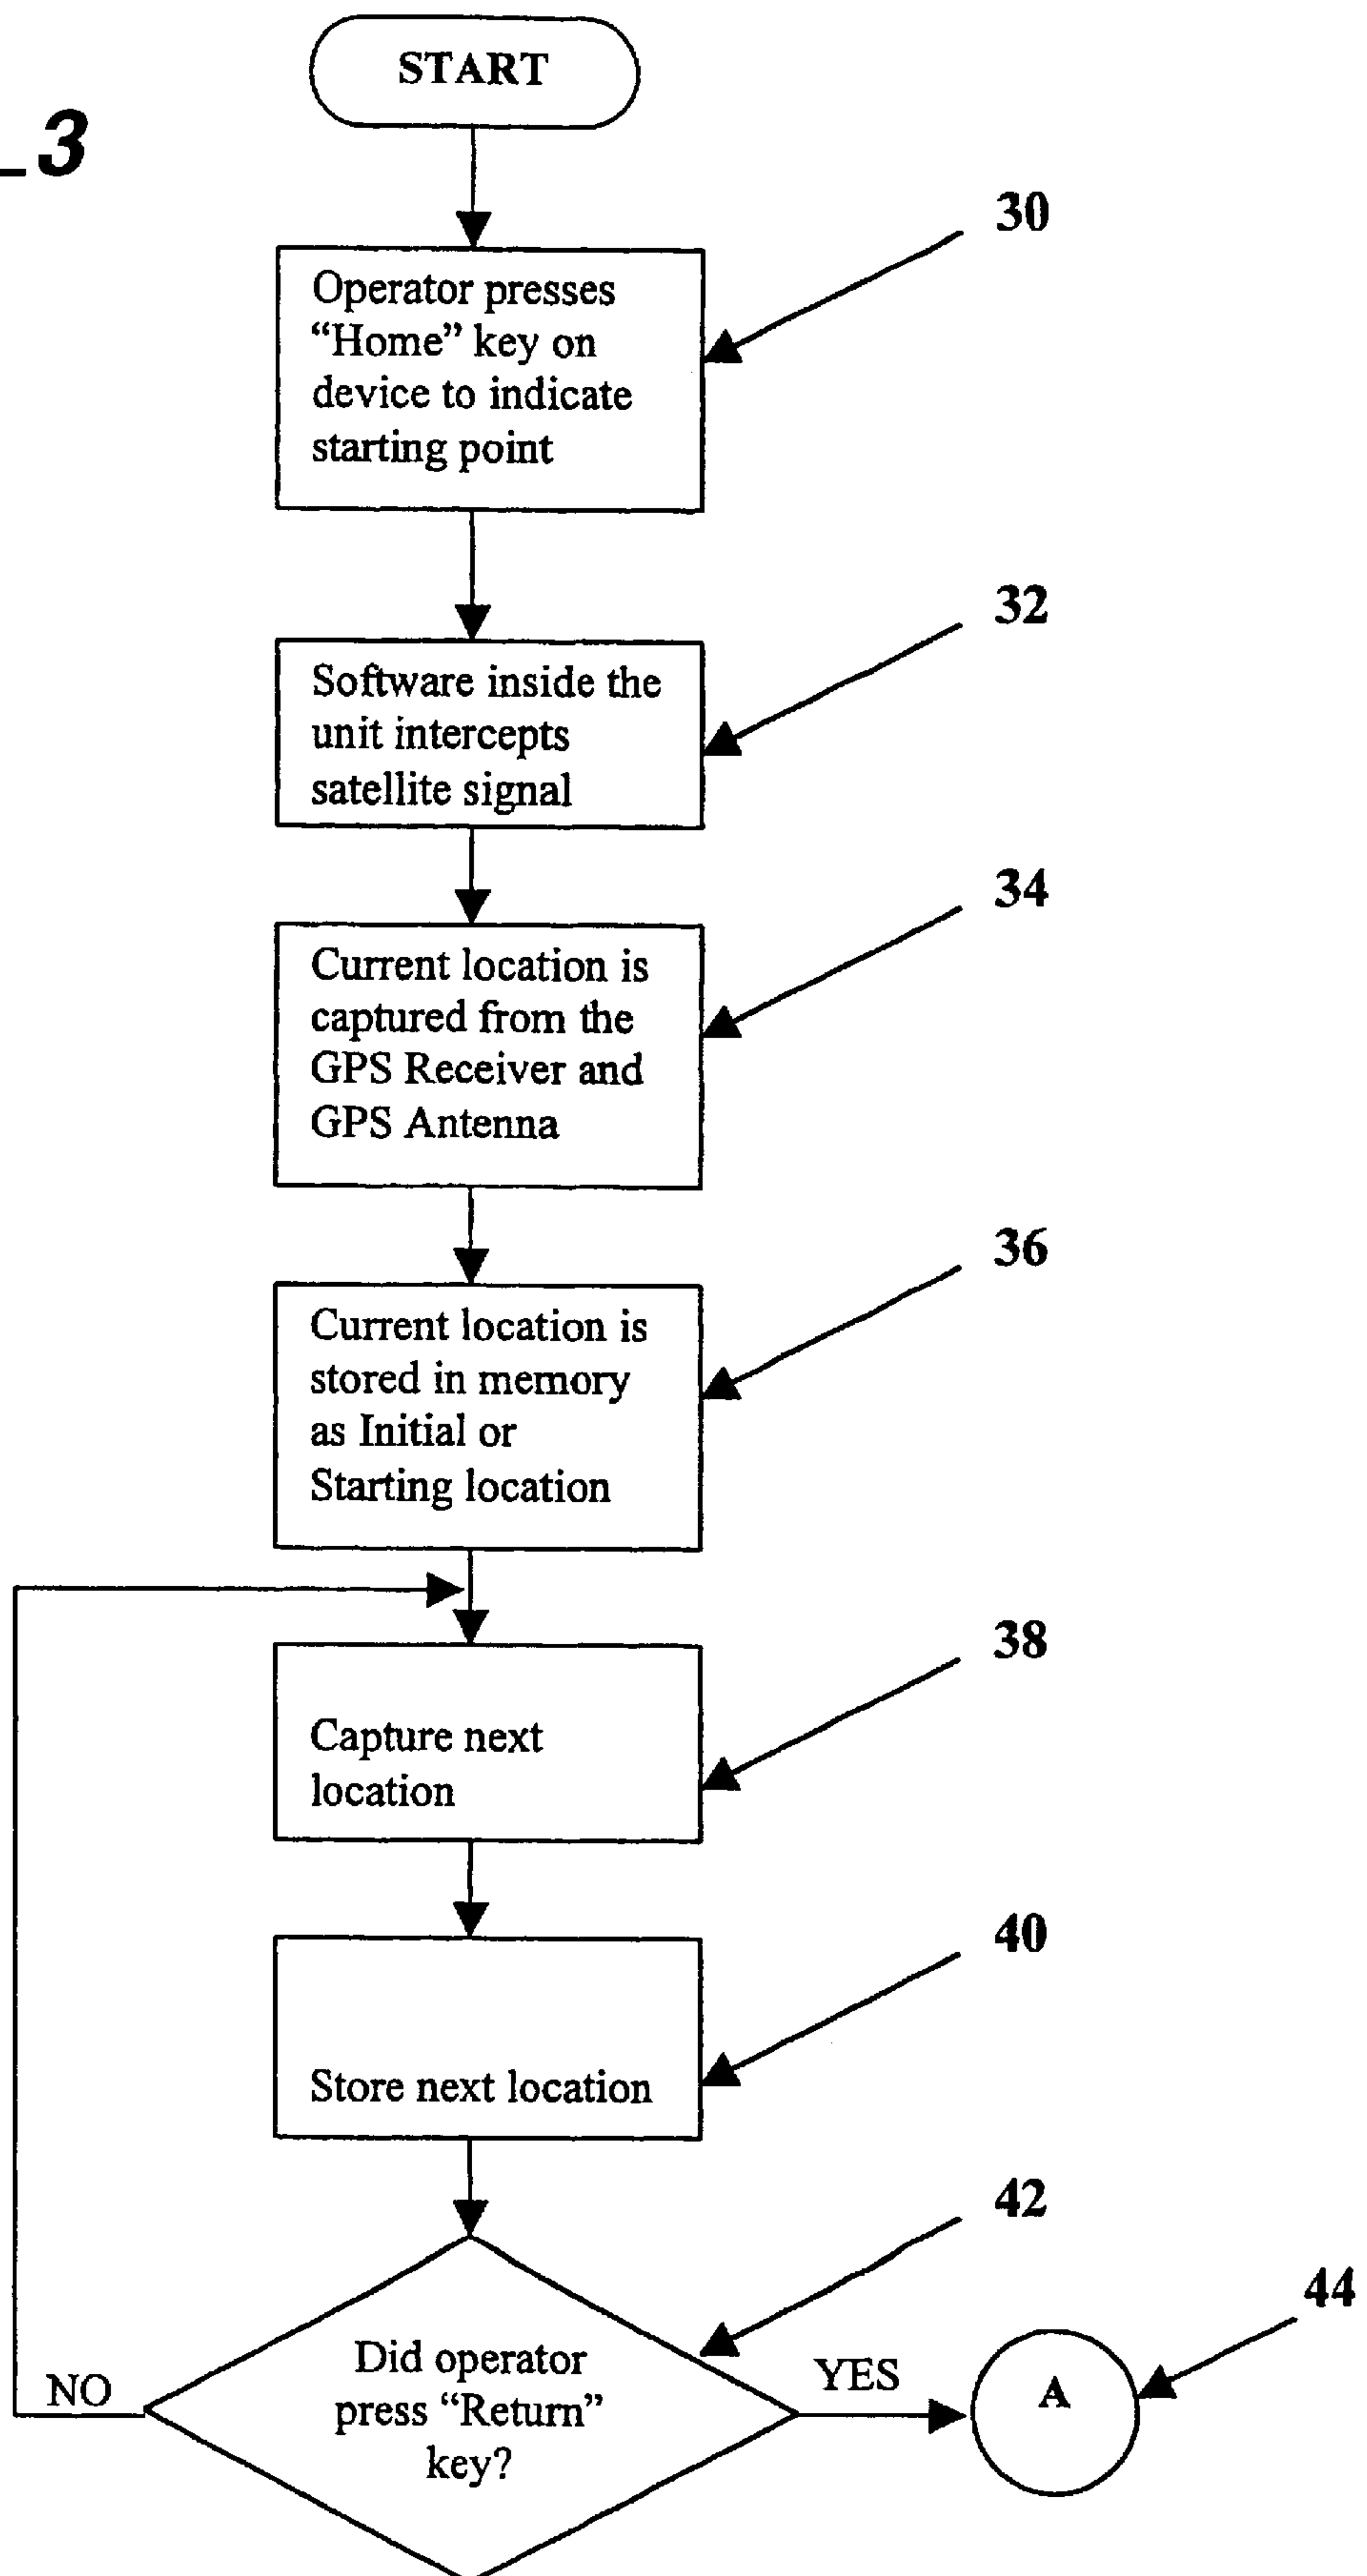 _3
START
30
Operator presses
“Home” key on
device to indicate
starting point
32
Software inside the
unit intercepts
satellite signal
34
Current location is
captured from the
GPS Receiver and
GPS Antenna
36
Current location is
stored in memory
as Initial or
Starting location
38
Capture next
location
40
Store next location
42
44
Did operator
press “Return”
key?
NO
YES
A